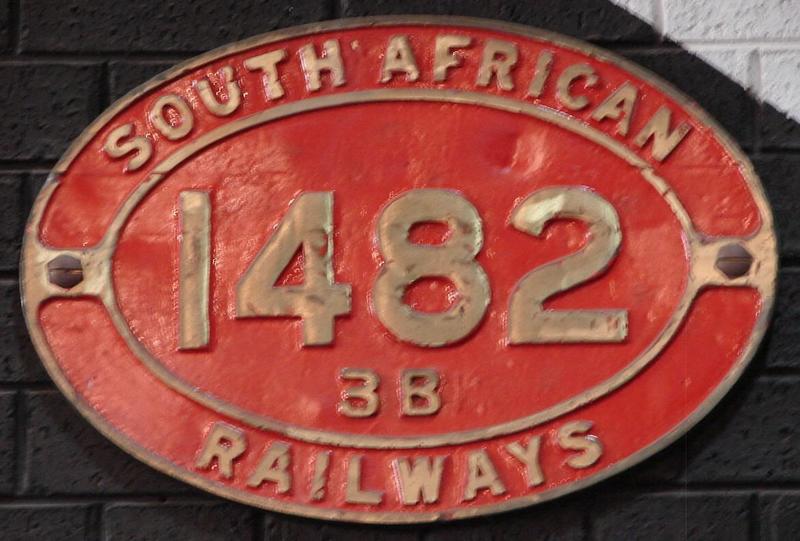 SOUTH AFRICAN
1482
3B
RAILWAYS